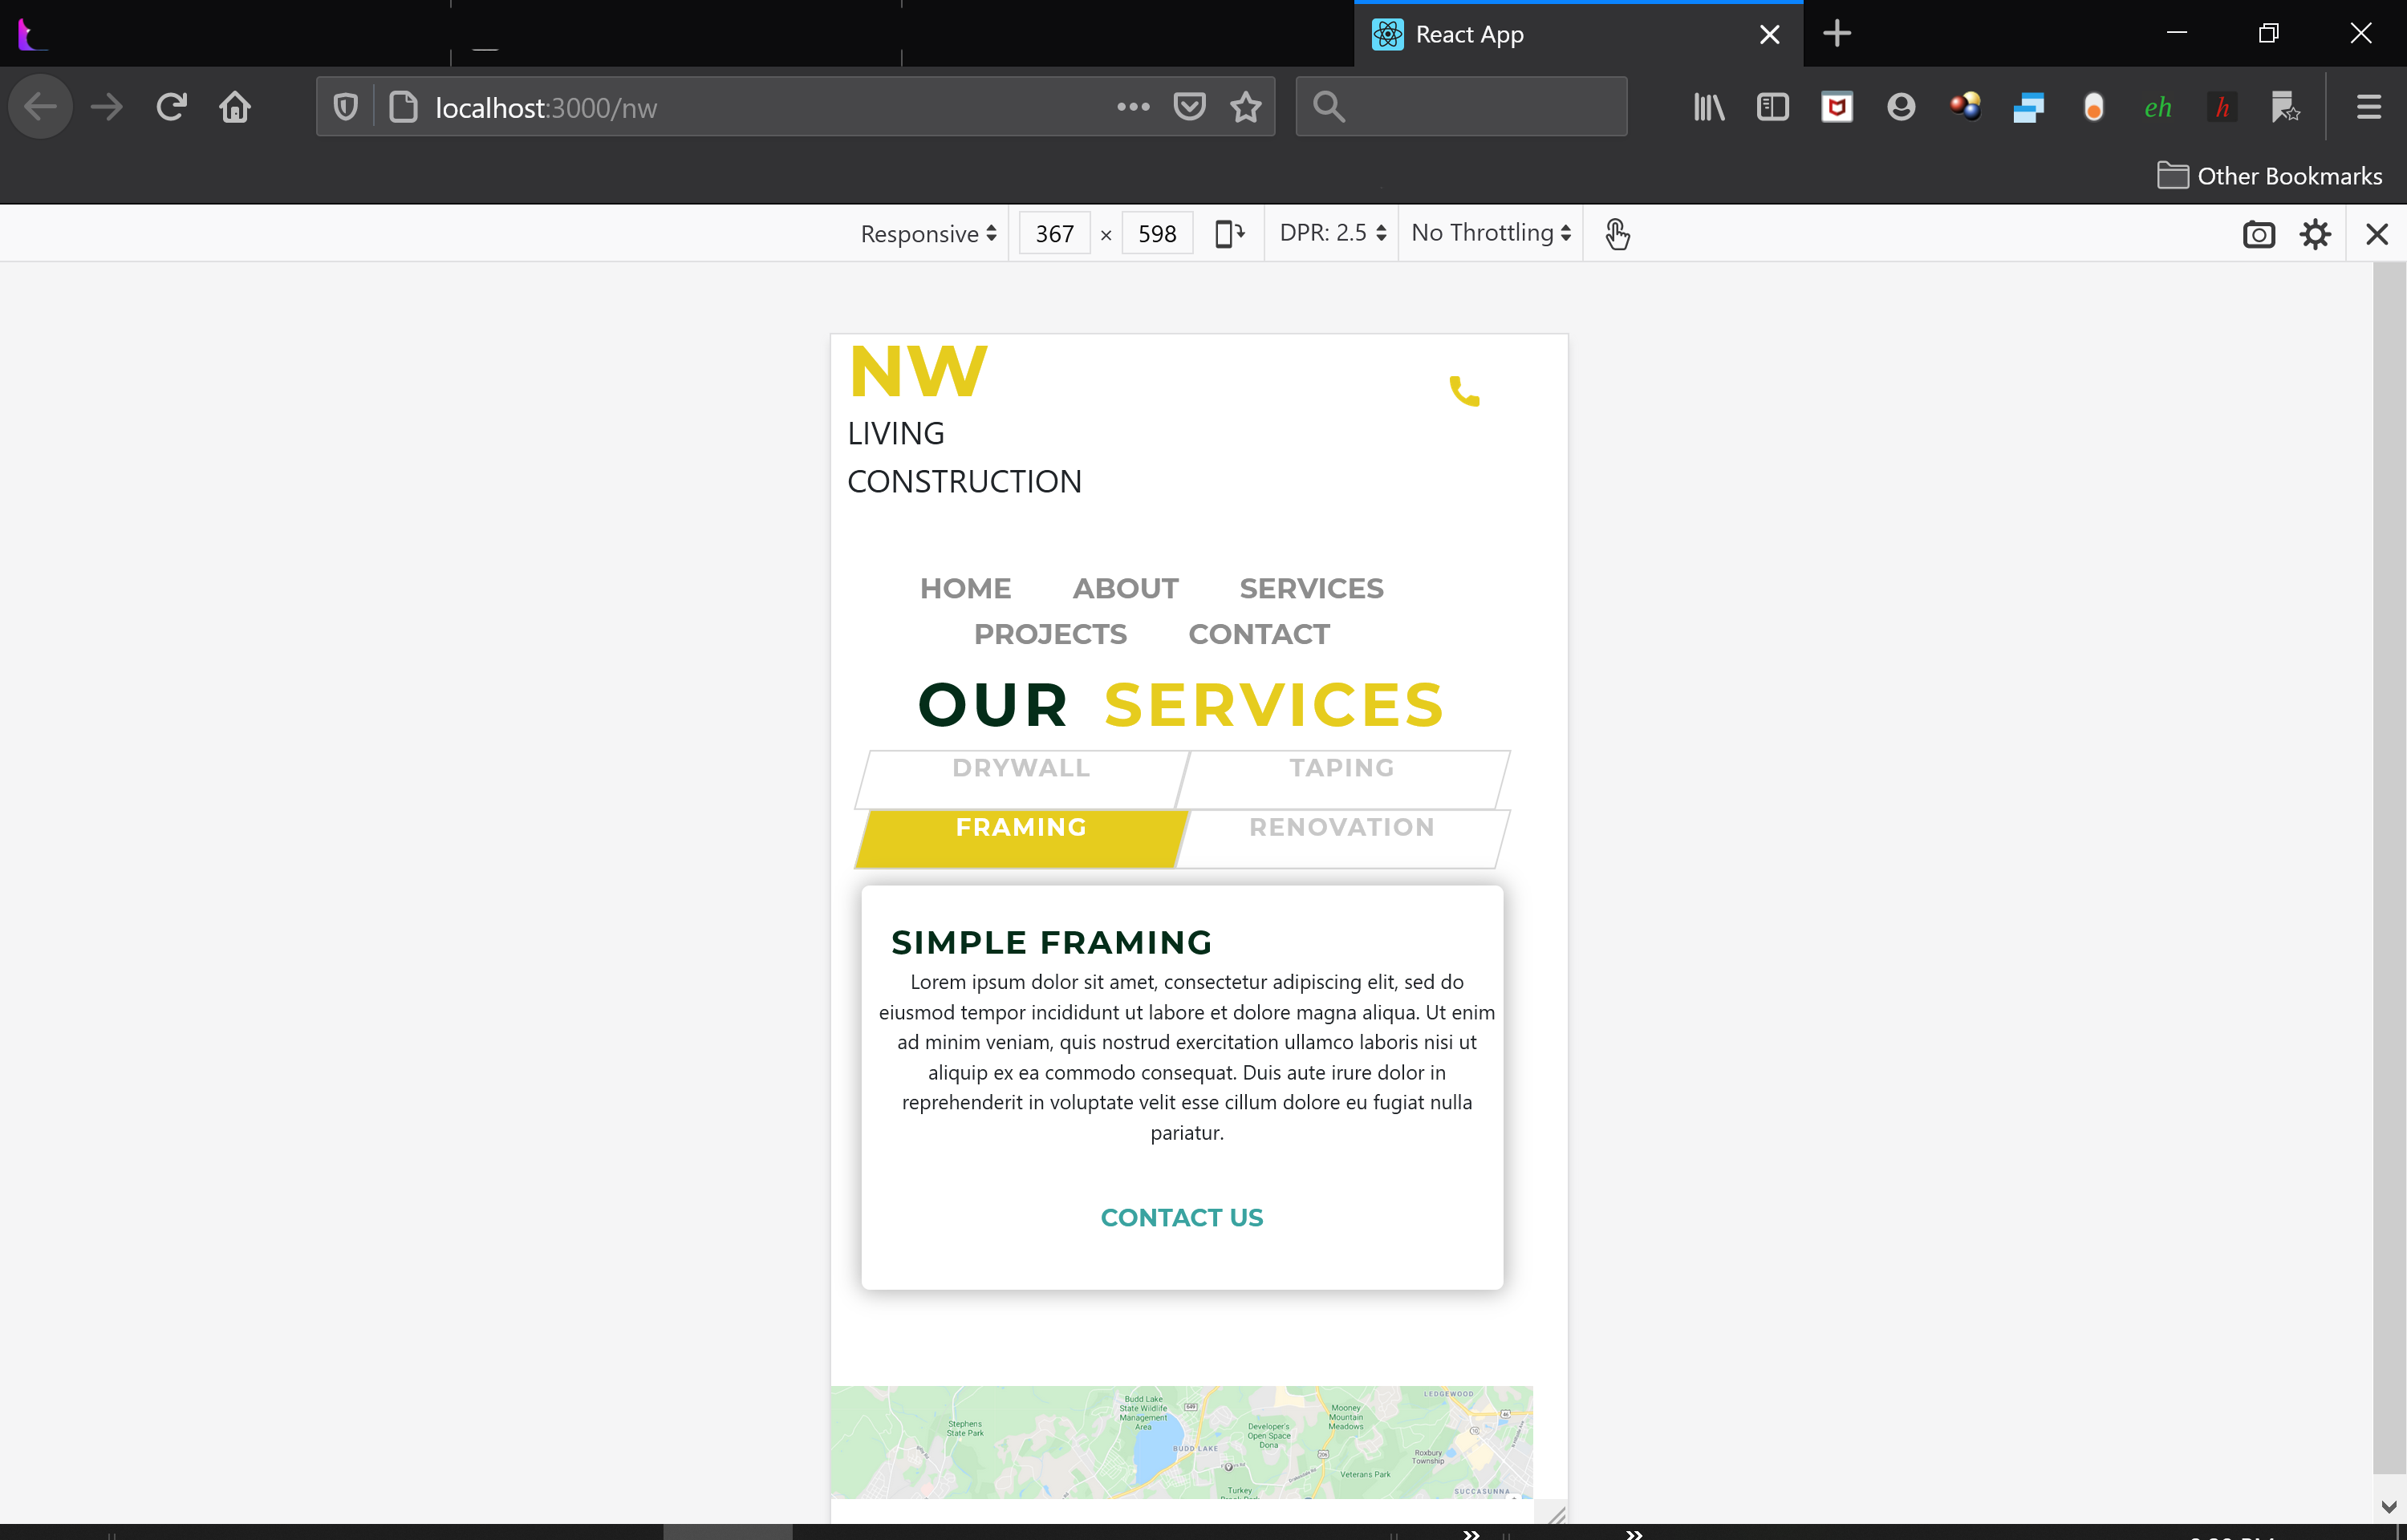 React App
localhost:3000/nw
eh
h
Other Bookmarks
Responsive 367 × 598 DPR: 2.5 No Throttling
NW
LIVING
CONSTRUCTION
HOME ABOUT SERVICES
PROJECTS CONTACT
OUR SERVICES
DRYWALL TAPING
FRAMING RENOVATION
SIMPLE FRAMING
Lorem ipsum dolor sit amet, consectetur adipiscing elit, sed do
eiusmod tempor incididunt ut labore et dolore magna aliqua. Ut enim
ad minim veniam, quis nostrud exercitation ullamco laboris nisi ut
aliquip ex ea commodo consequat. Duis aute irure dolor in
reprehenderit in voluptate velit esse cillum dolore eu fugiat nulla
pariatur.
CONTACT US
Stephens
State Park
Budd Lake
State Wildlife
Management
Area
BUDD LAKE
Developer's
Open Space
Dona
Mooney
Mountain
Meadows
LEDGEWOOD
Roxbury
Township
Veterans Park
SUCCASUNNA
Turkey
649
206
46